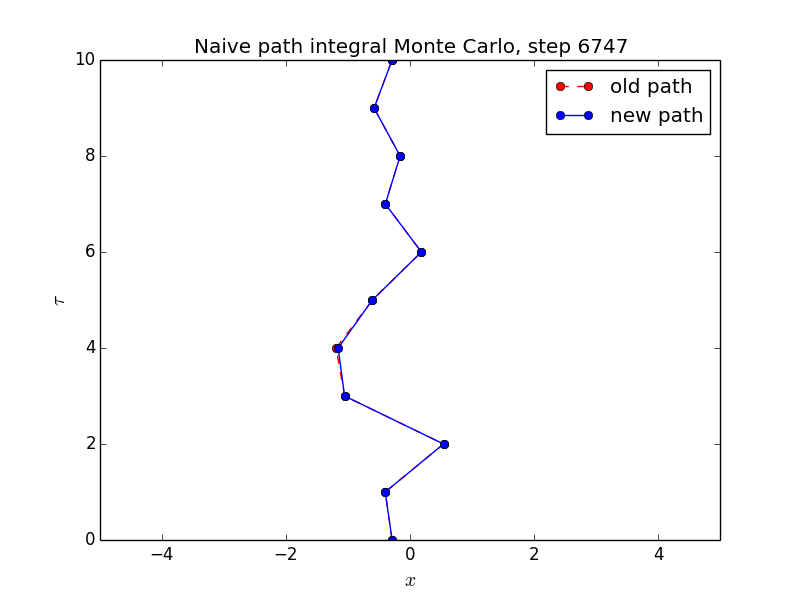 Naive path integral Monte Carlo, step 6747
old path
new path
10
8
6
4
2
0
τ
−4 −2 0 2 4
x